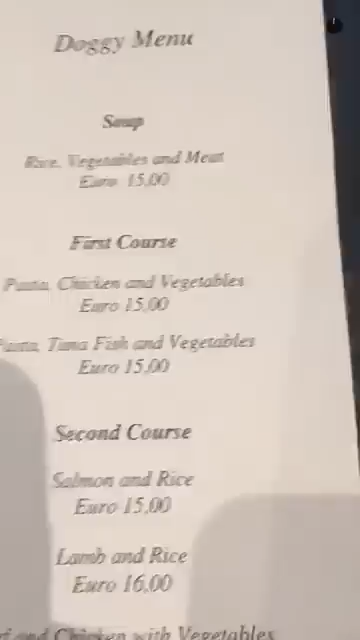 Doggy Menu
Soup
Rice, Vegetables and Meat
Euro 15,00
First Course
Pasta, Chicken and Vegetables
Euro 15,00
Pasta, Tuna Fish and Vegetables
Euro 15,00
Second Course
Salmon and Rice
Euro 15,00
Lamb and Rice
Euro 16,00
and Chicken with Vegetables